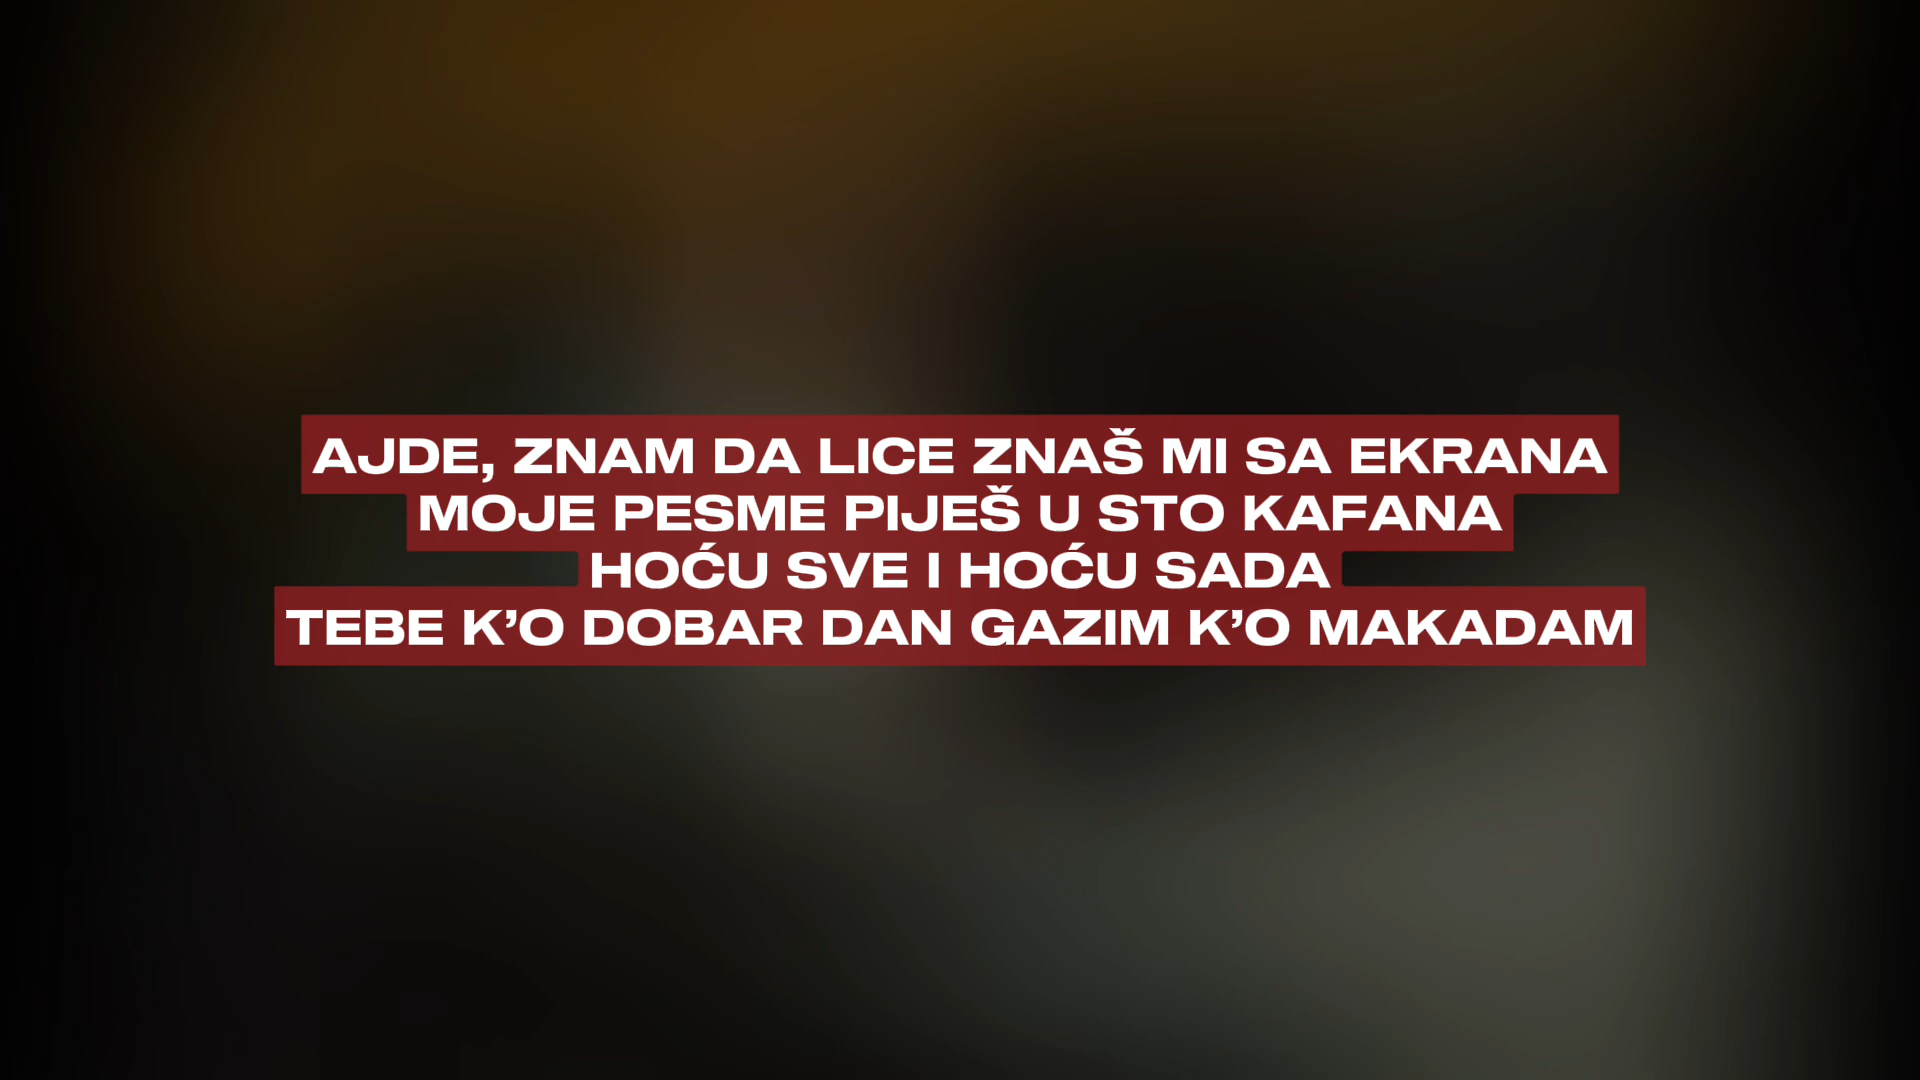 AJDE, ZNAM DA LICE ZNAŠ MI SA EKRANA
MOJE PESME PIJEŠ U STO KAFANA
HOĆU SVE I HOĆU SADA
TEBE K’O DOBAR DAN GAZIM K’O MAKADAM